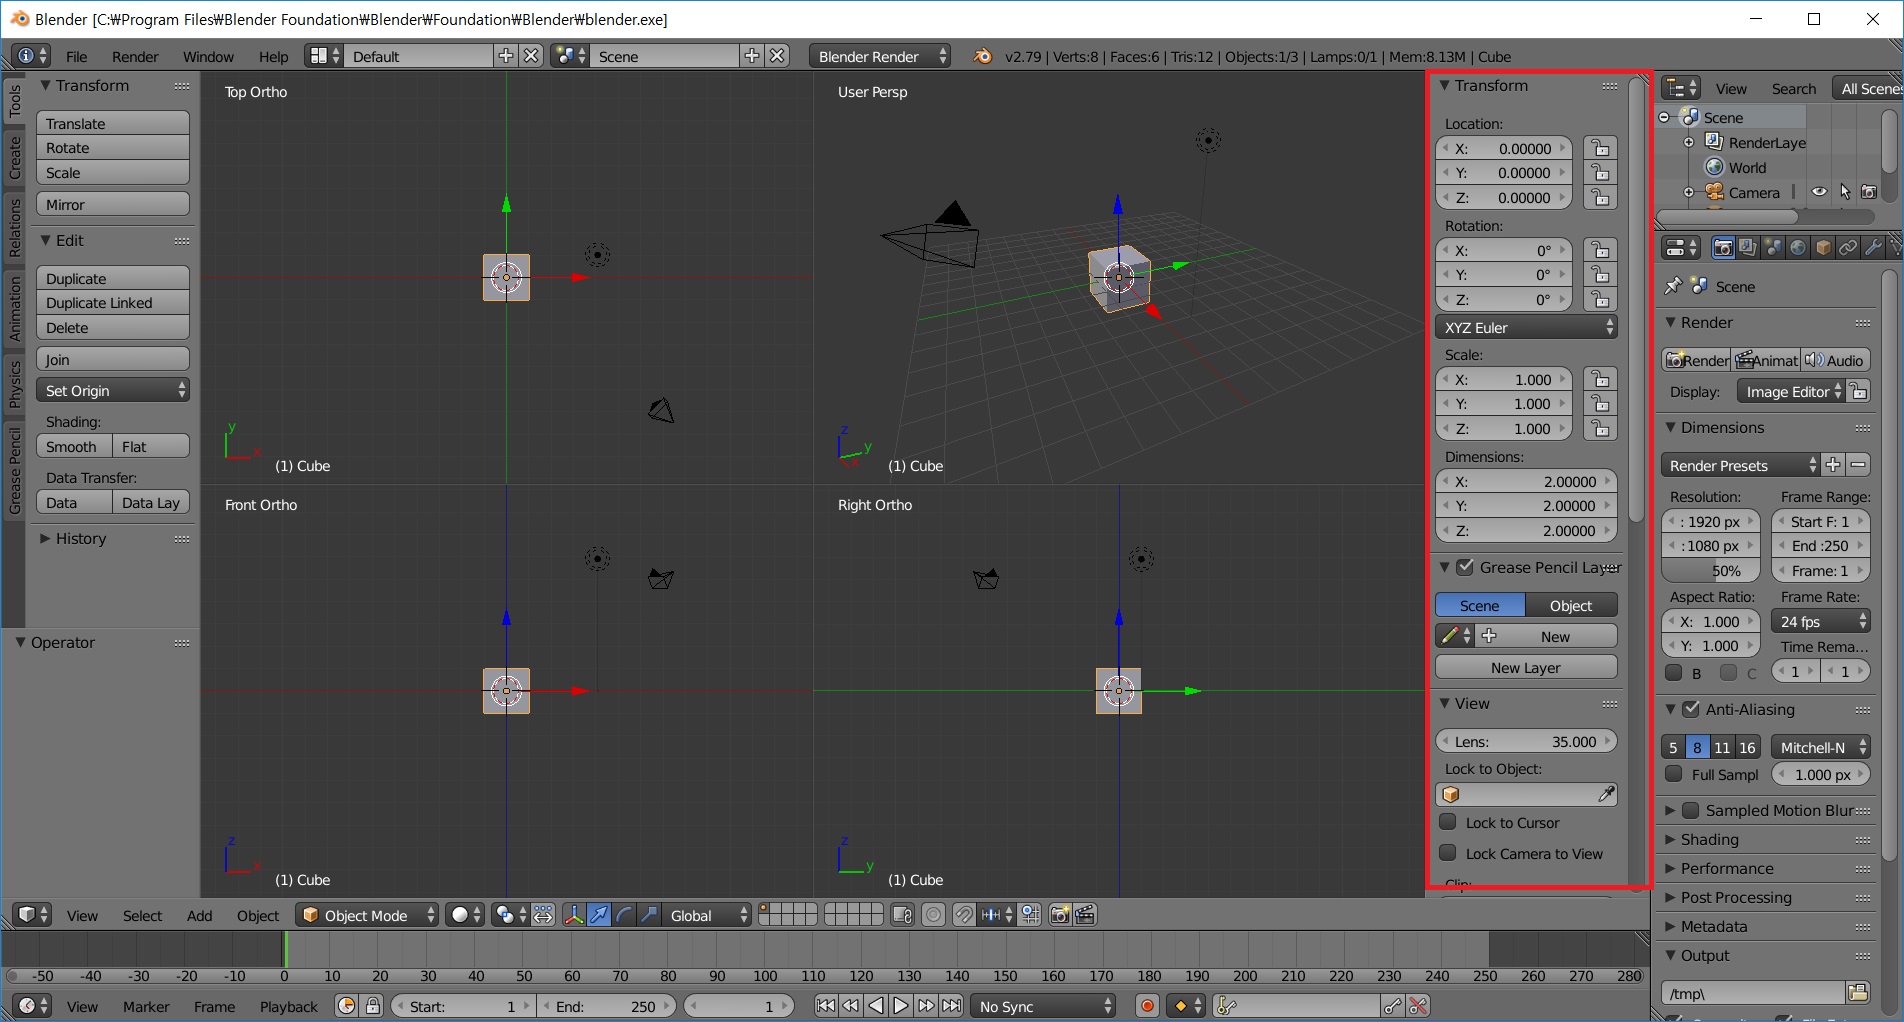 Blender [C:₩Program Files₩Blender Foundation₩Blender₩Foundation₩Blender₩blender.exe]
File Render Window Help Default Scene Blender Render v2.79 | Verts:8 | Faces:6 | Tris:12 | Objects:1/3 | Lamps:0/1 | Mem:8.13M | Cube
Tools
Create
Relations
Animation
Physics
Grease Pencil
Transform
Translate
Rotate
Scale
Mirror
Edit
Duplicate
Duplicate Linked
Delete
Join
Set Origin
Shading:
Smooth Flat
Data Transfer:
Data Data Lay
History
Operator
Top Ortho
y
x
(1) Cube
User Persp
z
y
x
(1) Cube
Front Ortho
z
x
(1) Cube
Right Ortho
z
y
(1) Cube
Transform
Location:
X: 0.00000
Y: 0.00000
Z: 0.00000
Rotation:
X: 0°
Y: 0°
Z: 0°
XYZ Euler
Scale:
X: 1.000
Y: 1.000
Z: 1.000
Dimensions:
X: 2.00000
Y: 2.00000
Z: 2.00000
Grease Pencil Layer
Scene Object
New
New Layer
View
Lens: 35.000
Lock to Object:
Lock to Cursor
Lock Camera to View
Clip:
View Search All Scenes
Scene
RenderLaye
World
Camera
Scene
Render
Render Animat Audio
Display: Image Editor
Dimensions
Render Presets
Resolution: Frame Range:
: 1920 px Start F: 1
:1080 px End :250
50% Frame: 1
Aspect Ratio: Frame Rate:
X: 1.000 24 fps
Y: 1.000 Time Rema...
B C 1 1
Anti-Aliasing
5 8 11 16 Mitchell-N
Full Sampl 1.000 px
Sampled Motion Blur
Shading
Performance
Post Processing
Metadata
Output
/tmp\
View Select Add Object Object Mode Global
-50 -40 -30 -20 -10 0 10 20 30 40 50 60 70 80 90 100 110 120 130 140 150 160 170 180 190 200 210 220 230 240 250 260 270 280
View Marker Frame Playback Start: 1 End: 250 1 No Sync